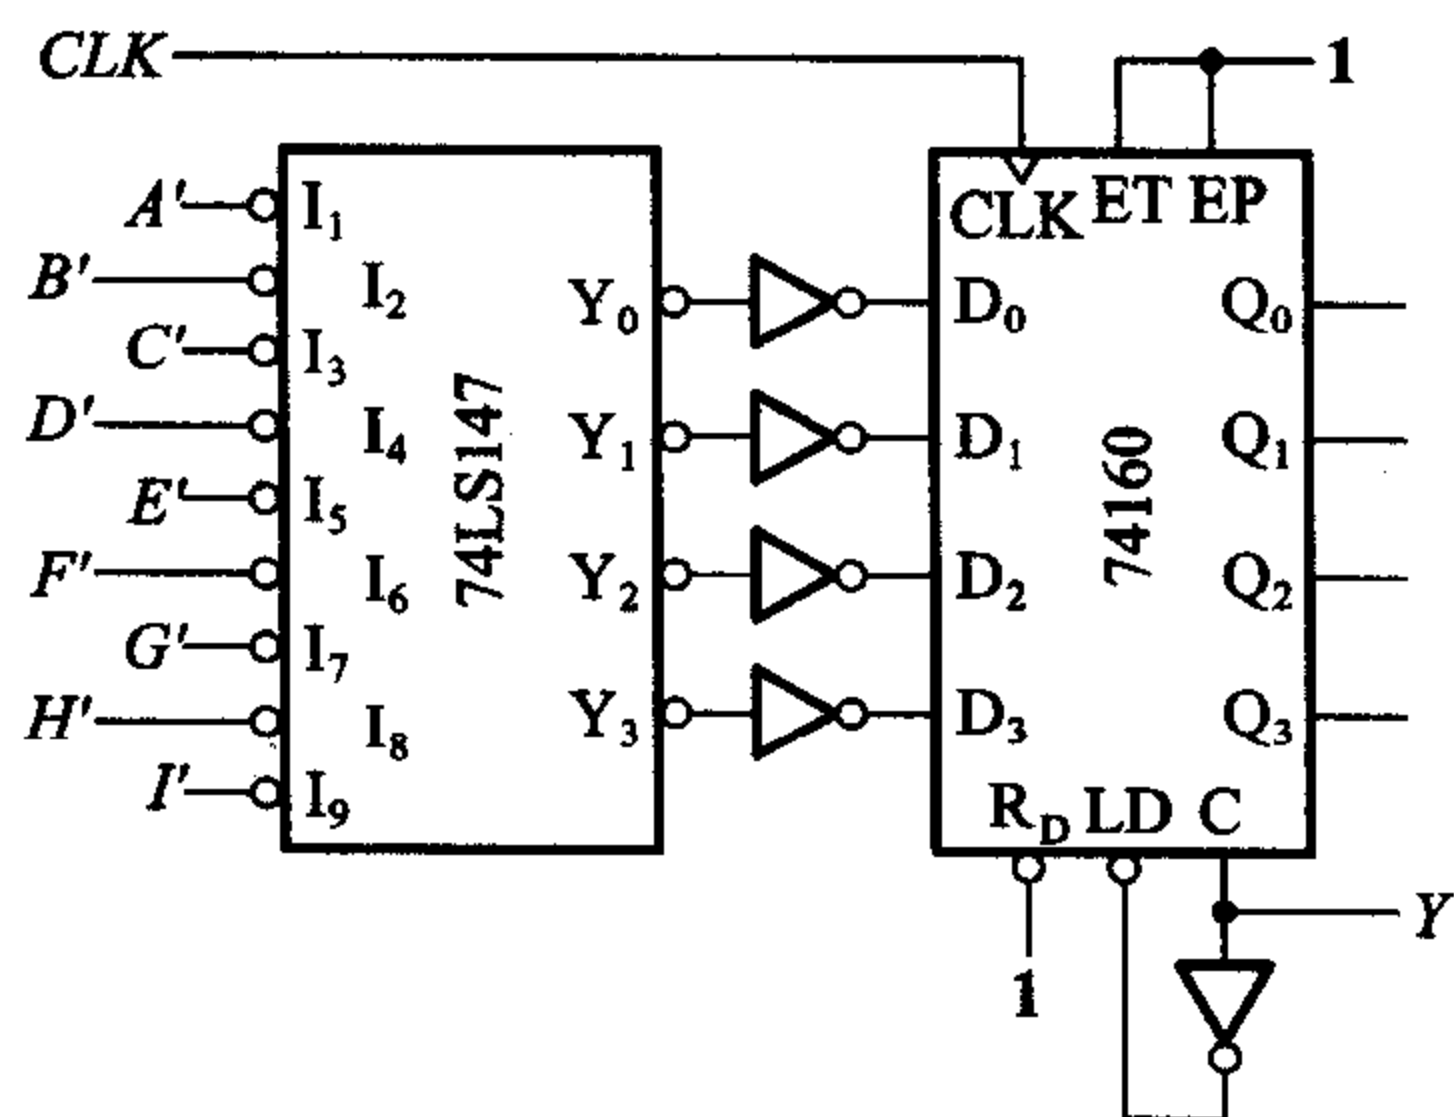 CLK
1
A'
B'
C'
D'
E'
F'
G'
H'
I'
I1
I2
I3
I4
I5
I6
I7
I8
I9
74LS147
Y0
Y1
Y2
Y3
CLK ET EP
D0
D1
D2
D3
74160
Q0
Q1
Q2
Q3
RD LD C
1
Y